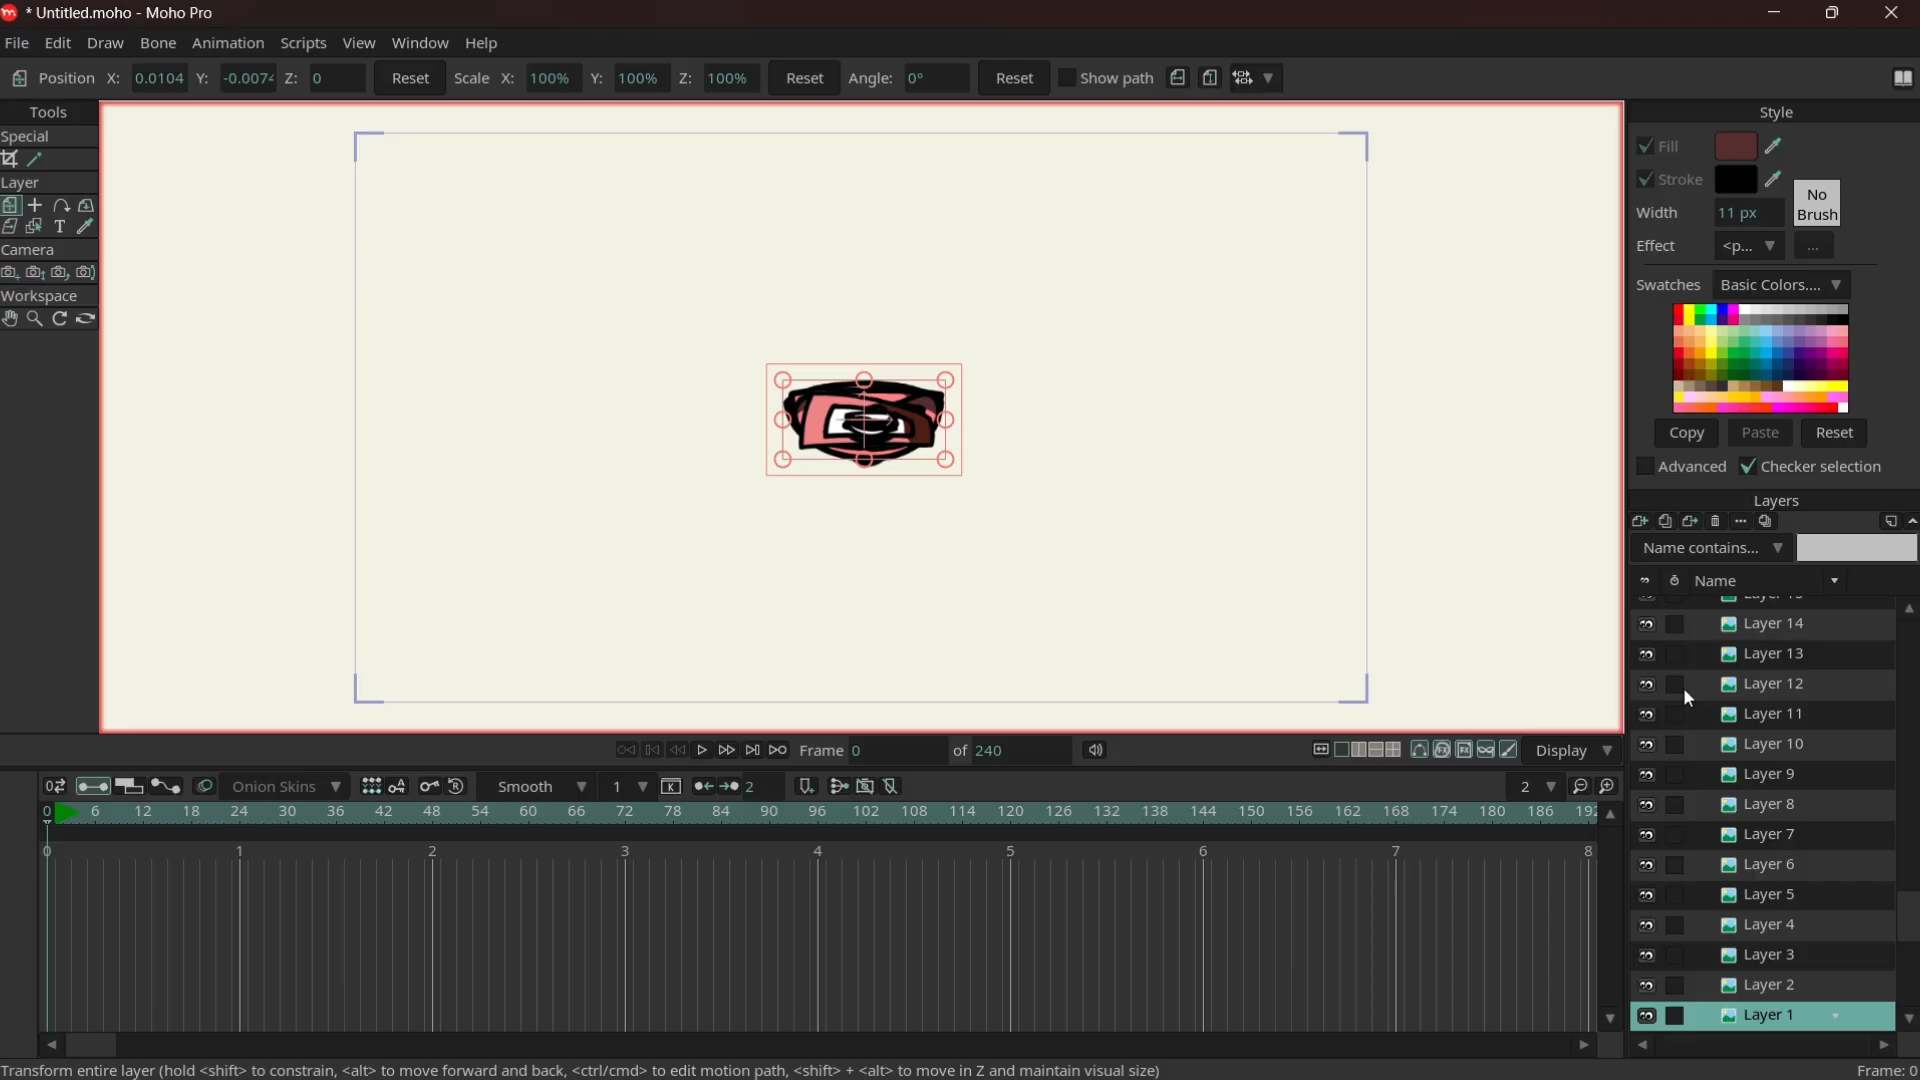 * Untitled.moho - Moho Pro
File Edit Draw Bone Animation Scripts View Window Help
Position X: 0.0104 Y: -0.0074 Z: 0 Reset Scale X: 100% Y: 100% Z: 100% Reset Angle: 0° Reset Show path
Tools
Special
Layer
T
Camera
Workspace
Style
Fill
Stroke
No Brush
Width 11 px
Effect <p... ...
Swatches Basic Colors....
Copy Paste Reset
Advanced Checker selection
Layers
Name contains...
Name
Layer 14
Layer 13
Layer 12
Layer 11
Layer 10
Layer 9
Layer 8
Layer 7
Layer 6
Layer 5
Layer 4
Layer 3
Layer 2
Layer 1
Frame 0 of 240 Display
Onion Skins Smooth 1 2 2
0 6 12 18 24 30 36 42 48 54 60 66 72 78 84 90 96 102 108 114 120 126 132 138 144 150 156 162 168 174 180 186 192
0 1 2 3 4 5 6 7 8
Transform entire layer (hold <shift> to constrain, <alt> to move forward and back, <ctrl/cmd> to edit motion path, <shift> + <alt> to move in Z and maintain visual size) Frame: 0